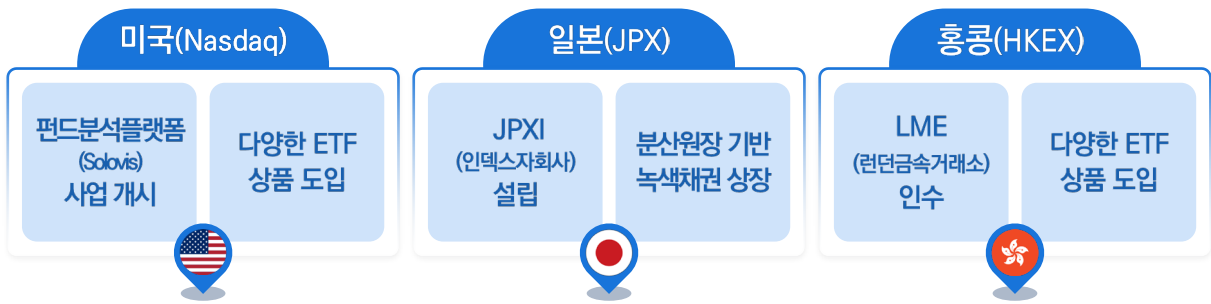 미국(Nasdaq)
펀드분석플랫폼
(Solovis)
사업 개시
다양한 ETF
상품 도입
일본(JPX)
JPXI
(인덱스자회사)
설립
분산원장 기반
녹색채권 상장
홍콩(HKEX)
LME
(런던금속거래소)
인수
다양한 ETF
상품 도입